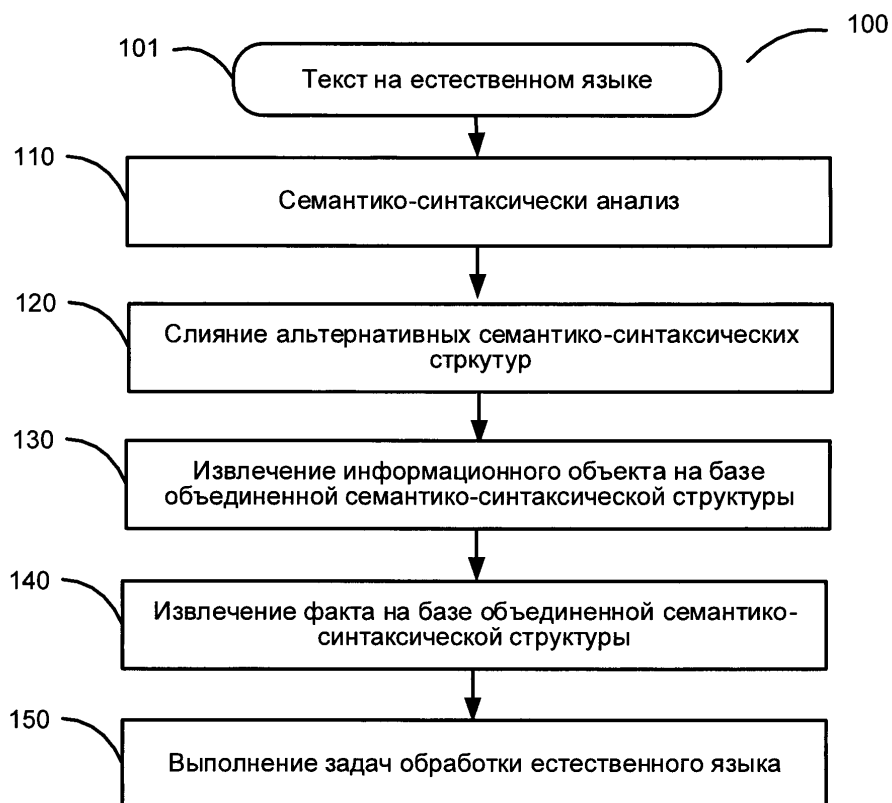 100
101
Текст на естественном языке
110
Семантико-синтаксически анализ
120
Слияние альтернативных семантико-синтаксических
стркутур
130
Извлечение информационного объекта на базе
объединенной семантико-синтаксической структуры
140
Извлечение факта на базе объединенной семантико-
синтаксической структуры
150
Выполнение задач обработки естественного языка